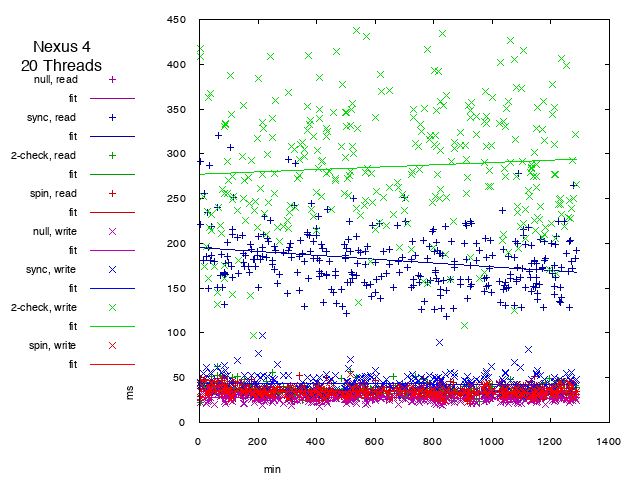 Nexus 4
20 Threads
null, read
fit
sync, read
fit
2-check, read
fit
spin, read
fit
null, write
fit
sync, write
fit
2-check, write
fit
spin, write
fit
ms
450
400
350
300
250
200
150
100
50
0
0 200 400 600 800 1000 1200 1400
min